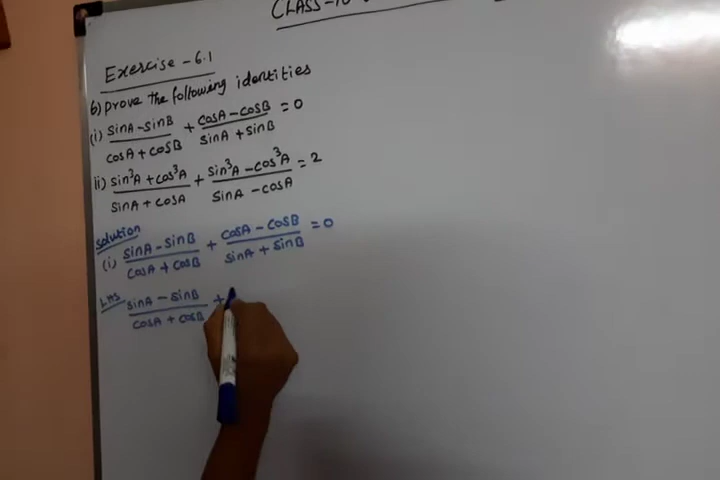 CLASS-10
Exercise - 6.1
6) prove the following identities
(i) (sinA - sinB)/(cosA + cosB) + (cosA - cosB)/(sinA + sinB) = 0
ii) (sin³A + cos³A)/(sinA + cosA) + (sin³A - cos³A)/(sinA - cosA) = 2
solution
(i) (sinA - sinB)/(cosA + cosB) + (cosA - cosB)/(sinA + sinB) = 0
LHS (sinA - sinB)/(cosA + cosB) +